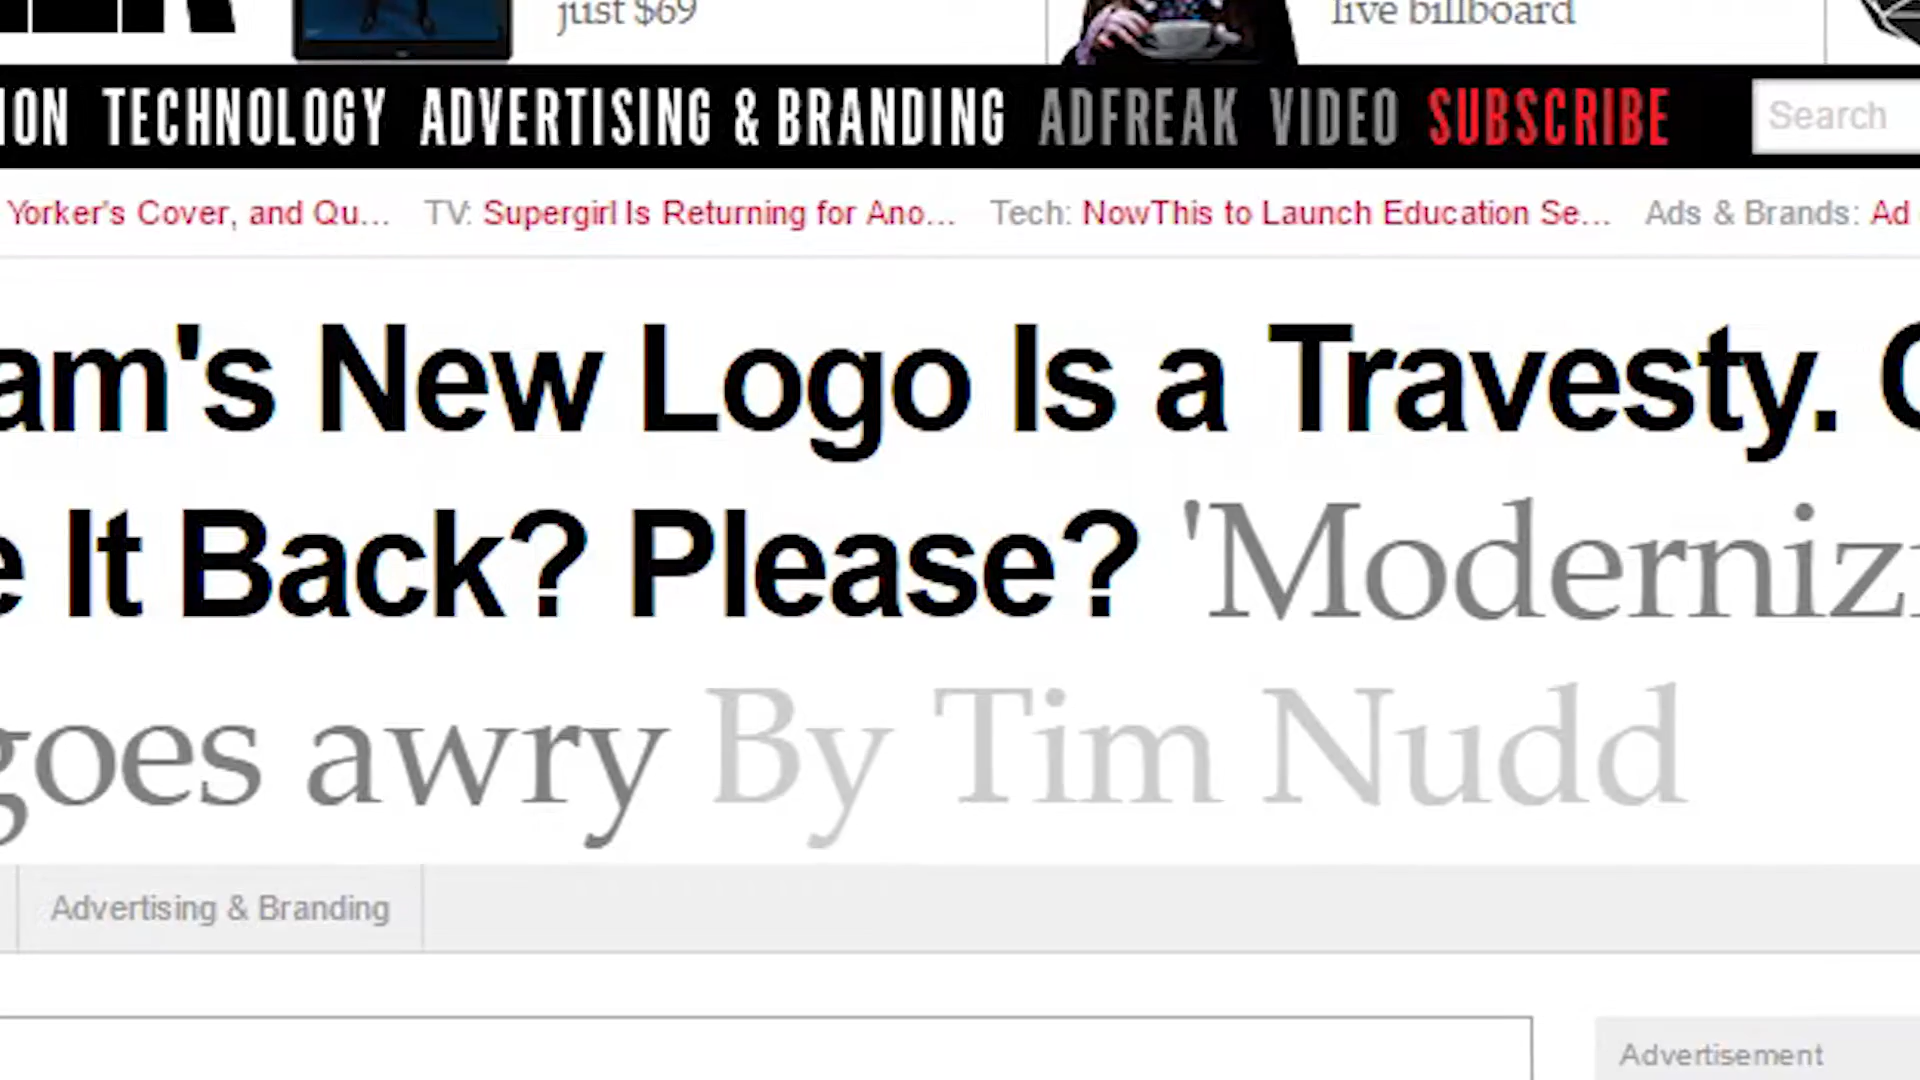 just $69
live billboard
ION TECHNOLOGY ADVERTISING & BRANDING ADFREAK VIDEO SUBSCRIBE Search
Yorker's Cover, and Qu... TV: Supergirl Is Returning for Ano... Tech: NowThis to Launch Education Se... Ads & Brands: Ad
am's New Logo Is a Travesty. C
e It Back? Please? 'Moderniz
goes awry By Tim Nudd
Advertising & Branding
Advertisement